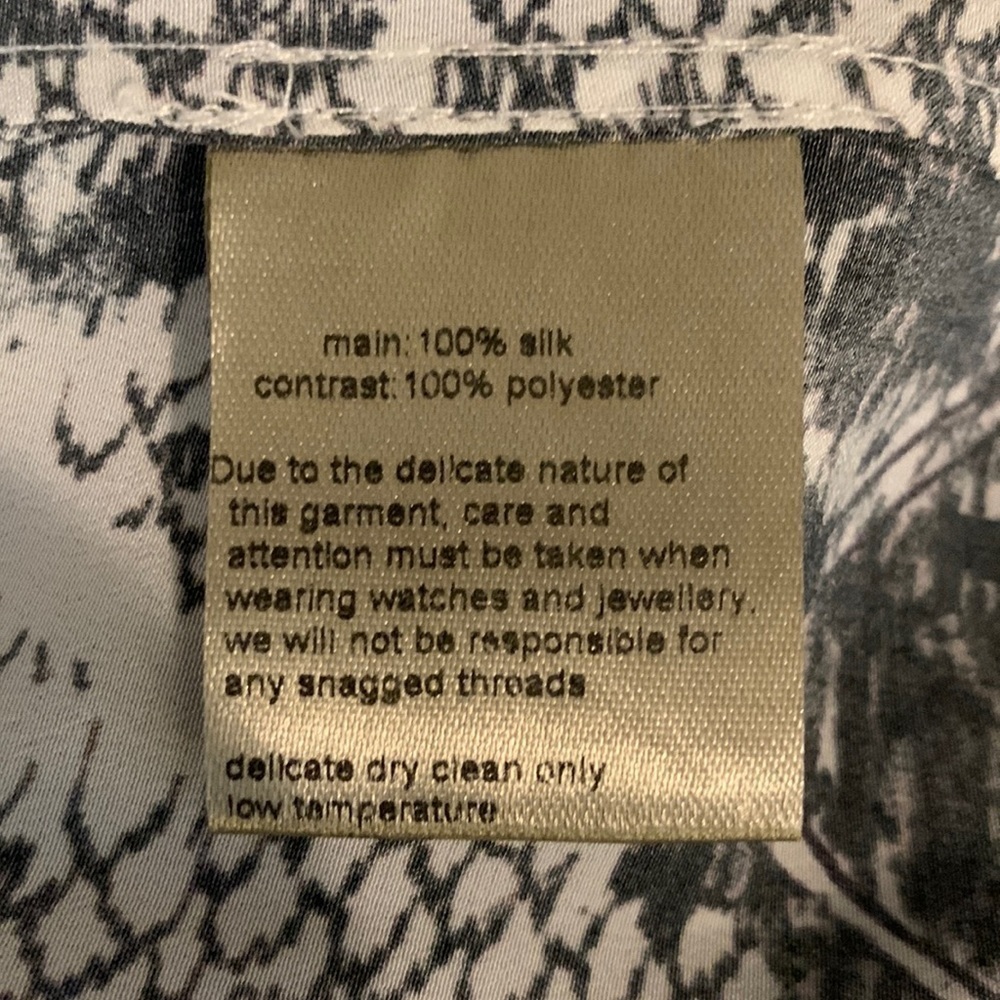 main: 100% silk
contrast: 100% polyester
Due to the delicate nature of
this garment, care and
attention must be taken when
wearing watches and jewellery.
we will not be responsible for
any snagged threads
delicate dry clean only
low temperature